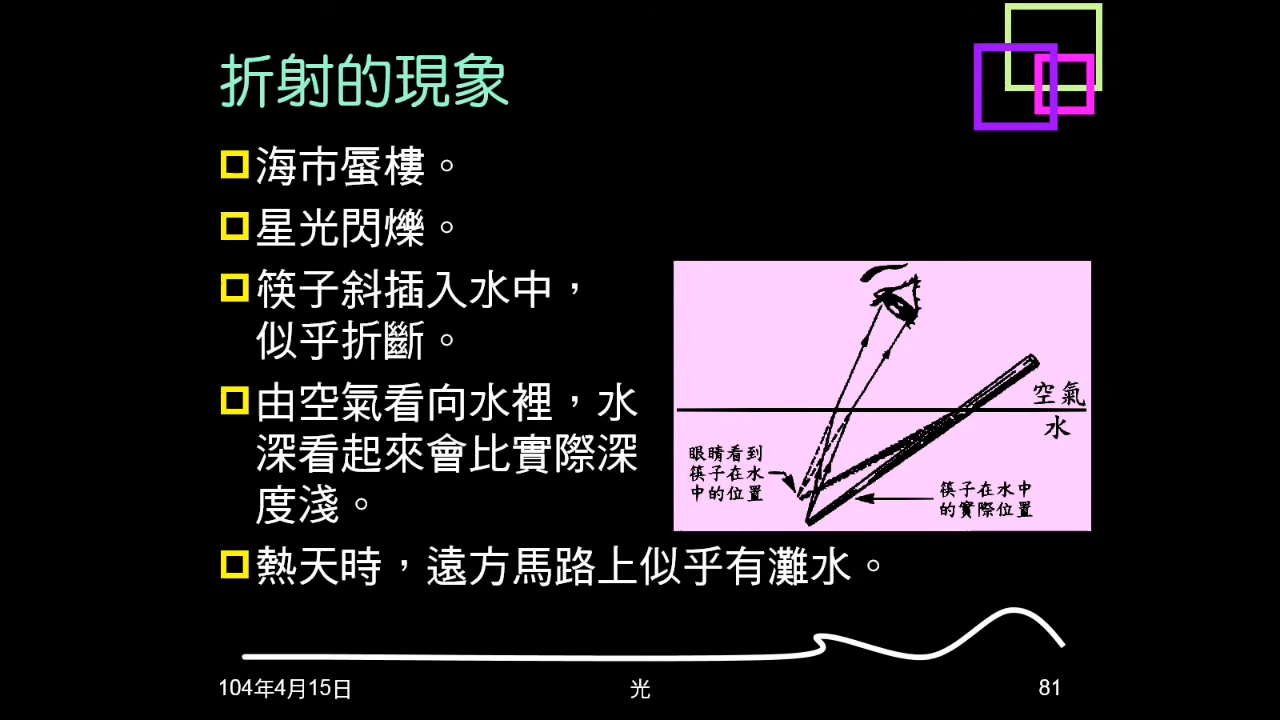 折射的現象
海市蜃樓。
星光閃爍。
筷子斜插入水中，
似乎折斷。
由空氣看向水裡，水
深看起來會比實際深
度淺。
空氣
水
眼睛看到
筷子在水
中的位置
筷子在水中
的實際位置
熱天時，遠方馬路上似乎有灘水。
104年4月15日
光
81